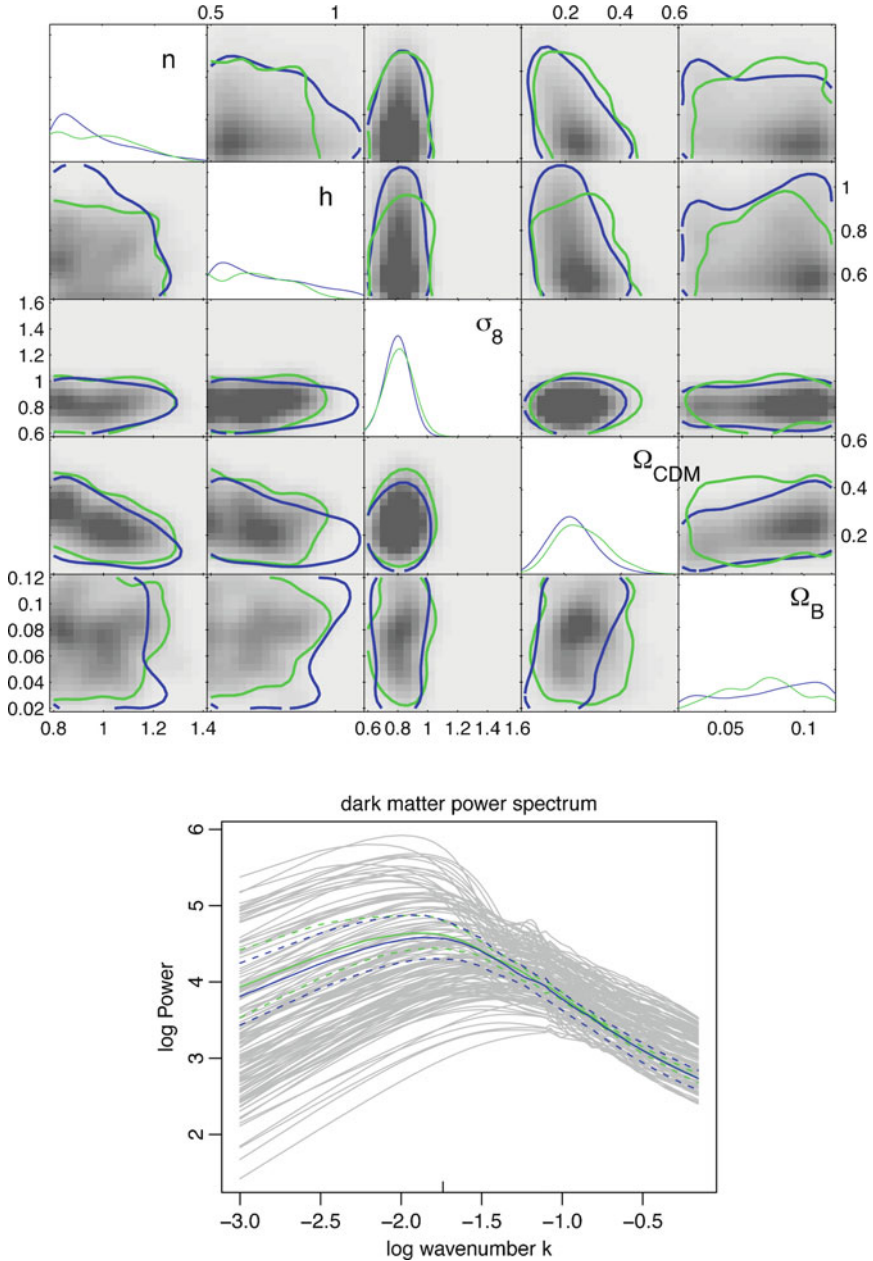 0.5 1 0.2 0.4 0.6
n
h
1
0.8
0.6
1.6
1.4
1.2
1
0.8
0.6
σ8
ΩCDM
0.6
0.4
0.2
0.12
0.1
0.08
0.06
0.04
0.02
ΩB
0.8 1 1.2 1.4 0.6 0.8 1 1.2 1.4 1.6 0.05 0.1
dark matter power spectrum
6
5
4
3
2
log Power
−3.0 −2.5 −2.0 −1.5 −1.0 −0.5
log wavenumber k